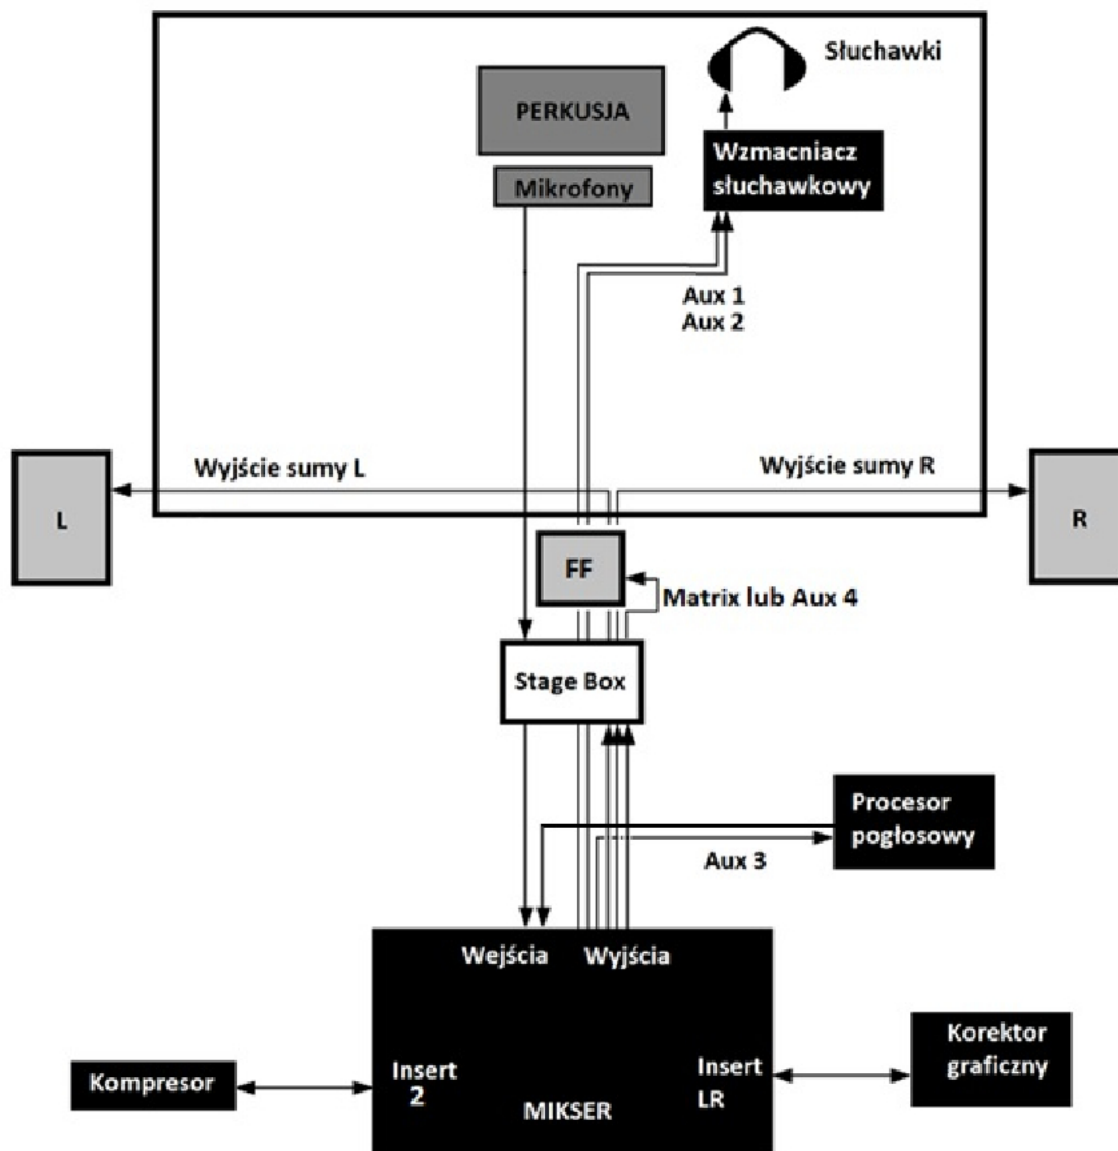 Słuchawki
PERKUSJA
Wzmacniacz
słuchawkowy
Mikrofony
Aux 1
Aux 2
Wyjście sumy L
Wyjście sumy R
L
R
FF
Matrix lub Aux 4
Stage Box
Procesor
pogłosowy
Aux 3
Wejścia
Wyjścia
Korektor
graficzny
Kompresor
Insert
2
Insert
LR
MIKSER